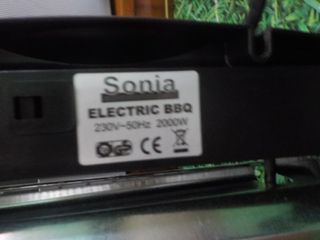 Sonia
ELECTRIC BBQ
230V~50Hz 2000W
CE